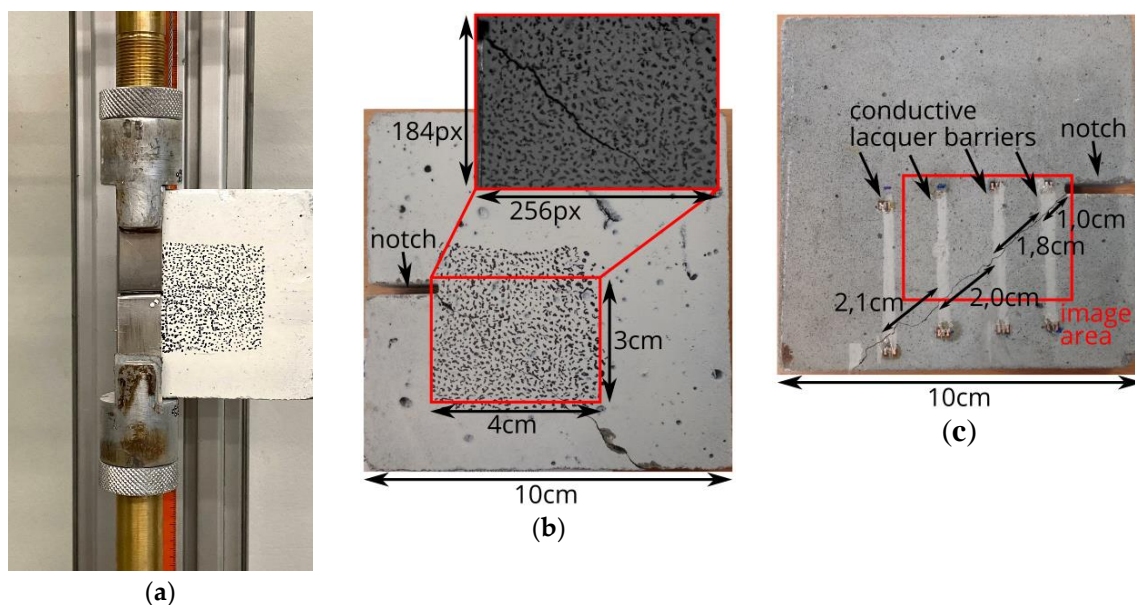 184px
256px
notch
3cm
4cm
10cm
conductive
lacquer barriers
notch
1,0cm
1,8cm
2,0cm
2,1cm
image
area
10cm
(a)
(b)
(c)